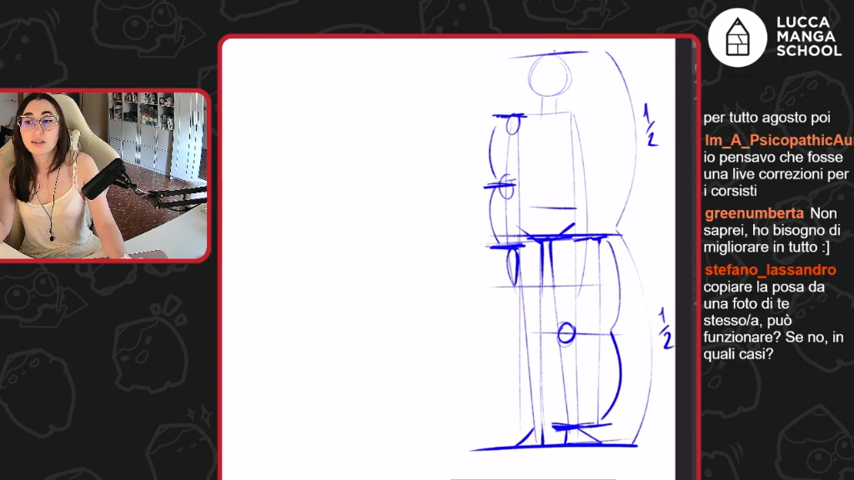 LUCCA
MANGA
SCHOOL
per tutto agosto poi
Im_A_PsicopathicAu
io pensavo che fosse
una live correzioni per
i corsisti
greenumberta Non
saprei, ho bisogno di
migliorare in tutto :]
stefano_lassandro
copiare la posa da
una foto di te
stesso/a, può
funzionare? Se no, in
quali casi?
1/2
1/2